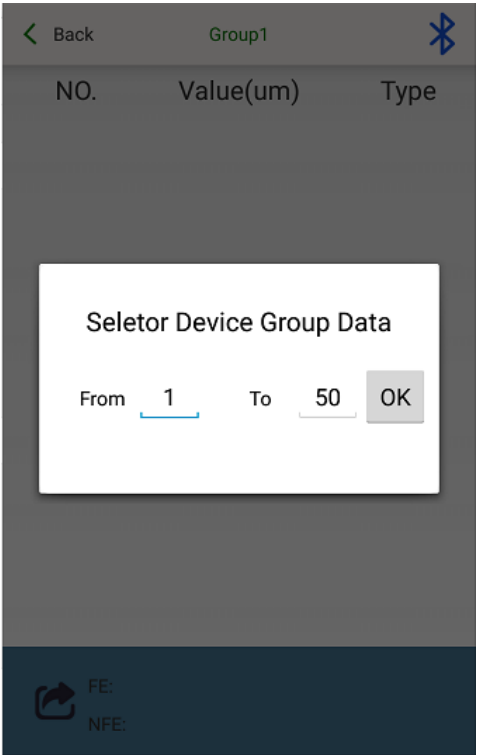 Back Group1
NO. Value(um) Type
Seletor Device Group Data
From 1 To 50 OK
FE:
NFE: